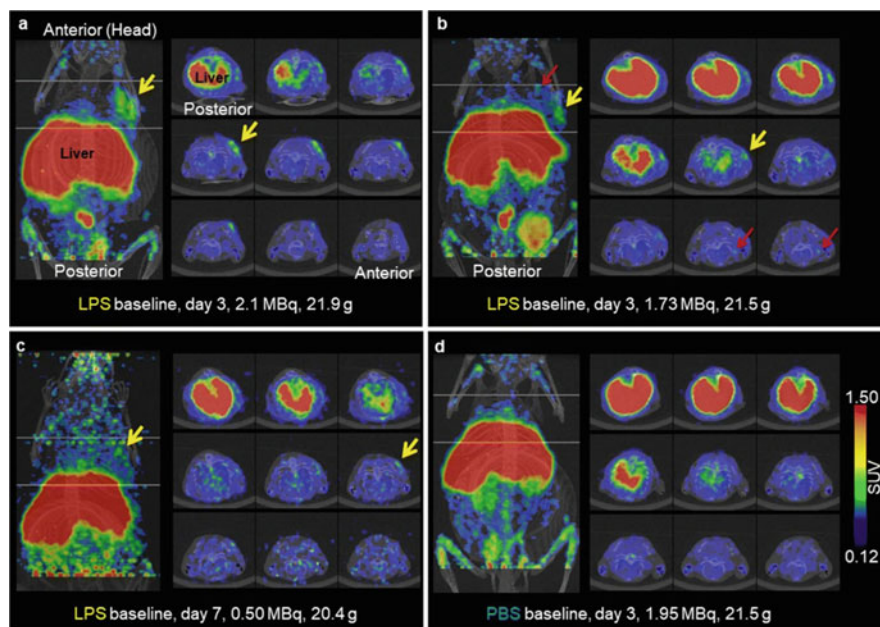 a
Anterior (Head)
Liver
Posterior
Liver
Posterior
Anterior
LPS baseline, day 3, 2.1 MBq, 21.9 g
b
Posterior
LPS baseline, day 3, 1.73 MBq, 21.5 g
c
LPS baseline, day 7, 0.50 MBq, 20.4 g
d
PBS baseline, day 3, 1.95 MBq, 21.5 g
1.50
SUV
0.12